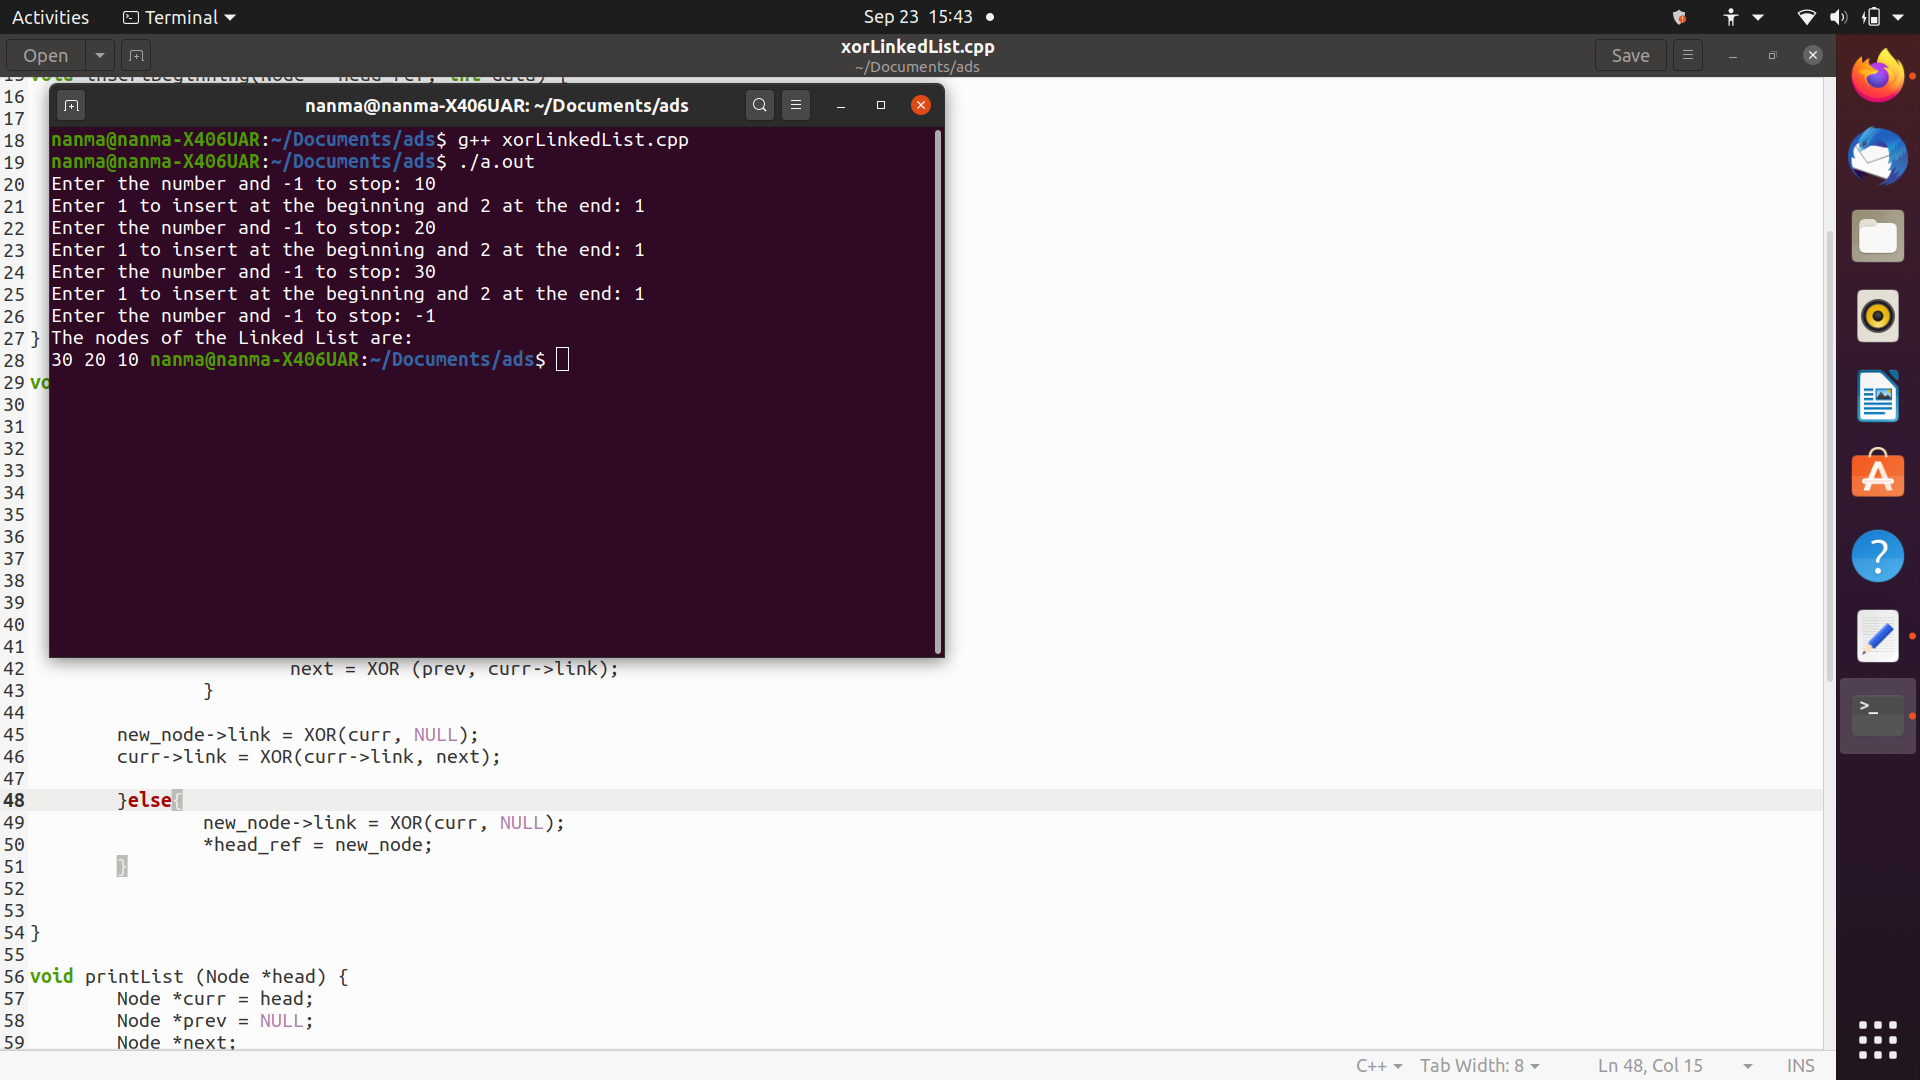 Activities Terminal Sep 23 15:43
Open xorLinkedList.cpp Save
~/Documents/ads
15 void insertBeginning(Node head_ref, int data) {
nanma@nanma-X406UAR: ~/Documents/ads
nanma@nanma-X406UAR:~/Documents/ads$ g++ xorLinkedList.cpp
nanma@nanma-X406UAR:~/Documents/ads$ ./a.out
Enter the number and -1 to stop: 10
Enter 1 to insert at the beginning and 2 at the end: 1
Enter the number and -1 to stop: 20
Enter 1 to insert at the beginning and 2 at the end: 1
Enter the number and -1 to stop: 30
Enter 1 to insert at the beginning and 2 at the end: 1
Enter the number and -1 to stop: -1
The nodes of the Linked List are:
30 20 10 nanma@nanma-X406UAR:~/Documents/ads$
16
17
18
19
20
21
22
23
24
25
26
27 }
28
29 vo
30
31
32
33
34
35
36
37
38
39
40
41
42 next = XOR (prev, curr->link);
43 }
44
45 new_node->link = XOR(curr, NULL);
46 curr->link = XOR(curr->link, next);
47
48 }else{
49 new_node->link = XOR(curr, NULL);
50 *head_ref = new_node;
51 }
52
53
54 }
55
56 void printList (Node *head) {
57 Node *curr = head;
58 Node *prev = NULL;
59 Node *next;
C++ Tab Width: 8 Ln 48, Col 15 INS